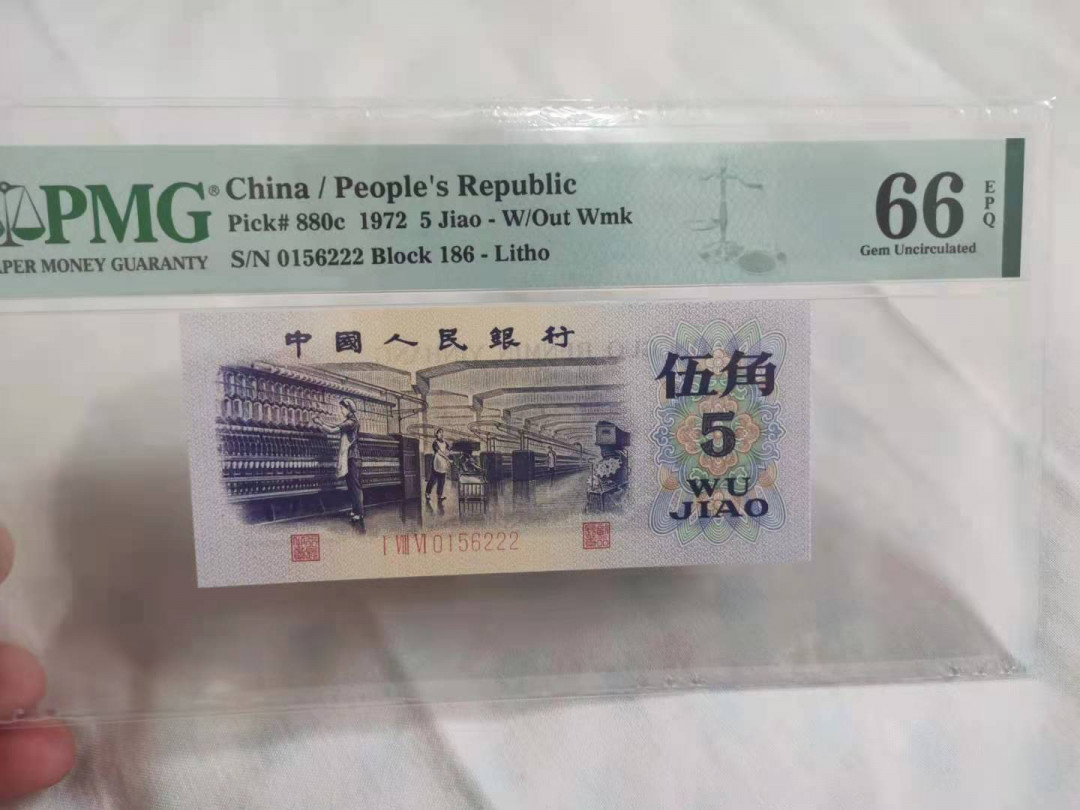 PMG®
PAPER MONEY GUARANTY
China / People's Republic
Pick# 880c 1972 5 Jiao - W/Out Wmk
S/N 0156222 Block 186 - Litho
66
EPQ
Gem Uncirculated
中國人民銀行
伍角
5
WU
JIAO
I VIII VI 0156222